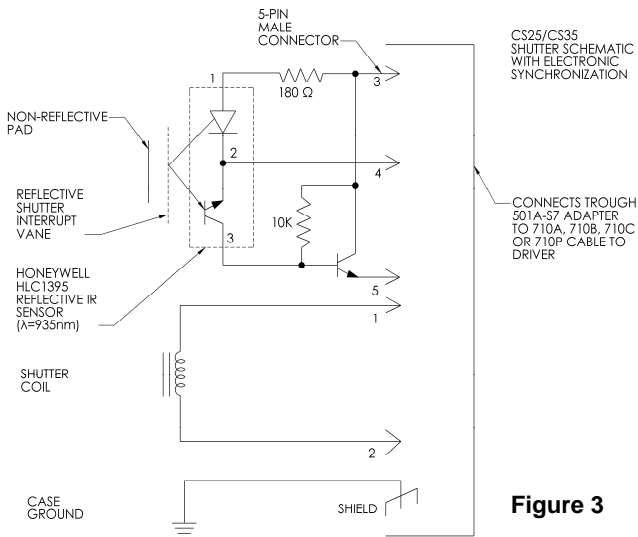 5-PIN
MALE
CONNECTOR
CS25/CS35
SHUTTER SCHEMATIC
WITH ELECTRONIC
SYNCHRONIZATION
1
180 Ω
3
NON-REFLECTIVE
PAD
2
4
REFLECTIVE
SHUTTER
INTERRUPT
VANE
10K
3
CONNECTS TROUGH
501A-S7 ADAPTER
TO 710A, 710B, 710C
OR 710P CABLE TO
DRIVER
HONEYWELL
HLC1395
REFLECTIVE IR
SENSOR
(λ=935nm)
5
1
SHUTTER
COIL
2
CASE
GROUND
SHIELD
Figure 3